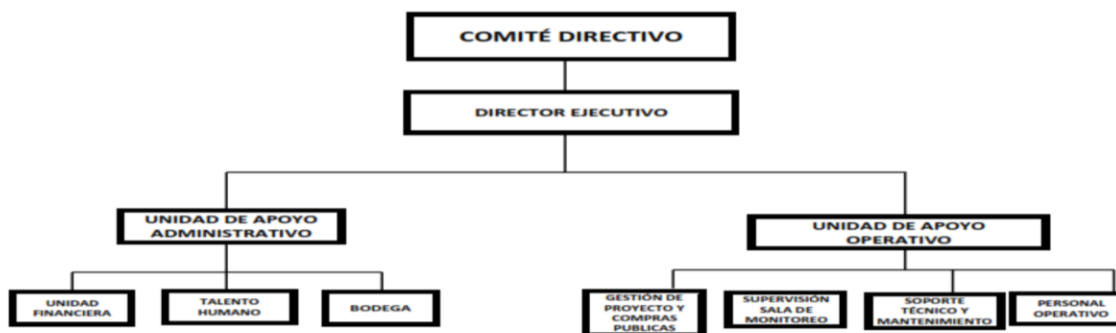 COMITÉ DIRECTIVO
DIRECTOR EJECUTIVO
UNIDAD DE APOYO
ADMINISTRATIVO
UNIDAD DE APOYO
OPERATIVO
UNIDAD
FINANCIERA
TALENTO
HUMANO
BODEGA
GESTIÓN DE
PROYECTO Y
COMPRAS
PUBLICAS
SUPERVISIÓN
SALA DE
MONITOREO
SOPORTE
TÉCNICO Y
MANTENIMIENTO
PERSONAL
OPERATIVO